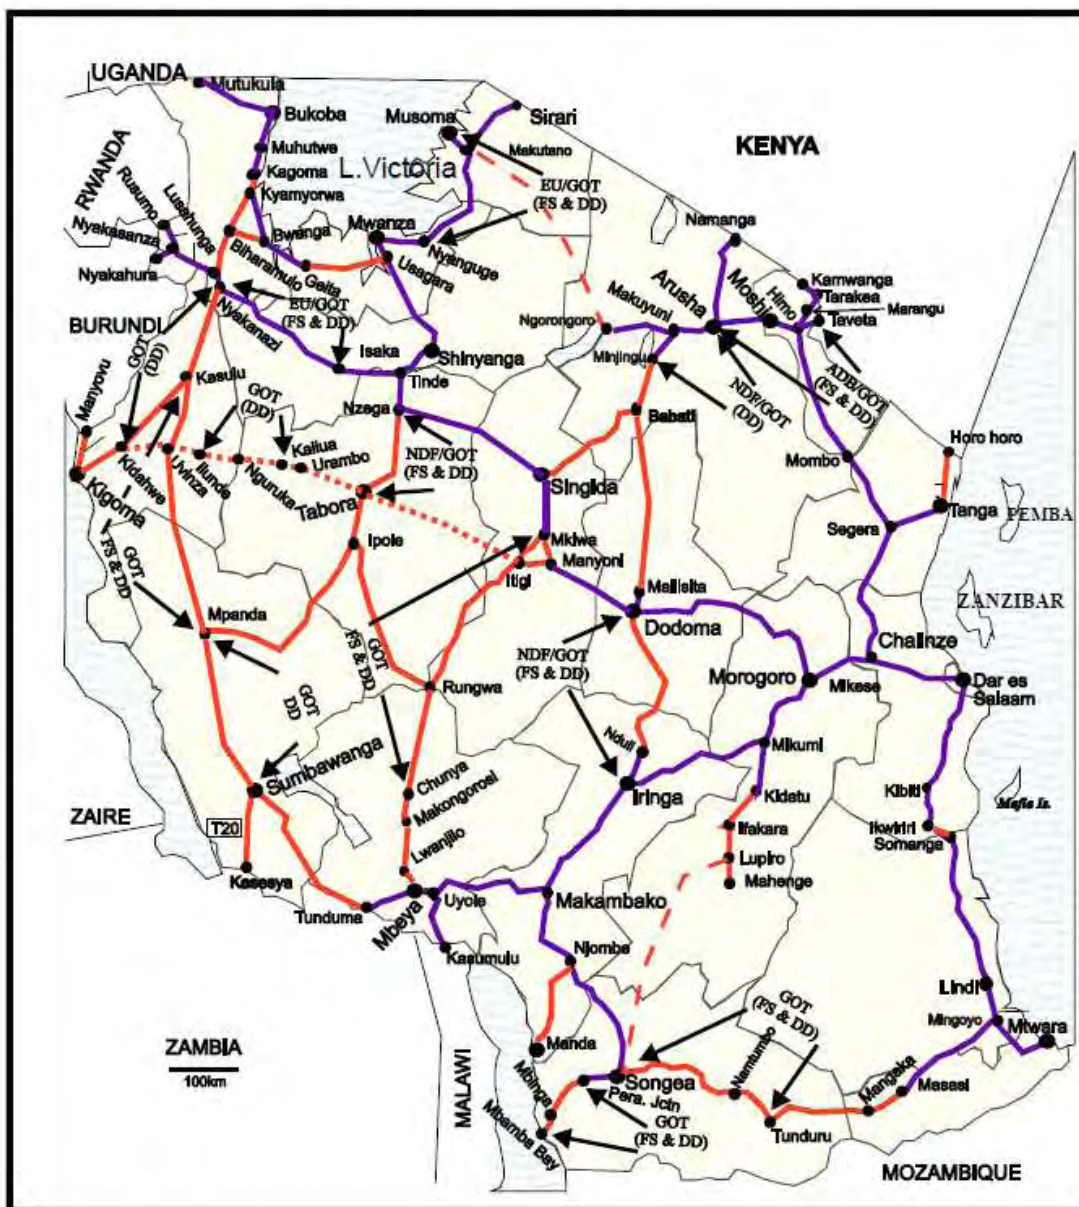 UGANDA
Mutukula
Bukoba
Musoma
Sirari
Muhutwe
Makutano
KENYA
RWANDA
Kagoma
L.Victoria
Rusumo
Lusahunga
Kyamyorwa
EU/GOT
(FS & DD)
Nyakasanza
Bwanga
Mwanza
Namanga
Nyakahura
Biharamulo
Geita
Nyanguge
Usagara
Kamwanga
Tarakea
Marangu
Taveta
Himo
Moshi
Arusha
Makuyuni
Ngorongoro
BURUNDI
Nyakanazi
EU/GOT
(FS & DD)
Isaka
Shinyanga
Minjingu
GOT
(DD)
Manyovu
Kasulu
GOT
(DD)
Tinde
Nzega
NDF/GOT
(DD)
ADB/GOT
(FS & DD)
Babati
Horo horo
Kaliua
Urambo
NDF/GOT
(FS & DD)
Mombo
Kidahwe
Uvinza
Ilunde
Nguruka
Tabora
Kigoma
Singida
Tanga
PEMBA
Segera
GOT
FS & DD
Ipole
Mkiwa
Manyoni
Itigi
Malisita
ZANZIBAR
Mpanda
Dodoma
Chalinze
GOT
FS & DD
NDF/GOT
(FS & DD)
GOT
DD
Rungwa
Morogoro
Mikese
Dar es
Salaam
Nduli
Mikumi
Sumbawanga
Chunya
Iringa
Kidatu
Kibiti
Mafia Is.
ZAIRE
T20
Makongorosi
Ifakara
Ikwiriri
Somanga
Lwanjilo
Lupiro
Kasesya
Mahenge
Tunduma
Mbeya
Uyole
Makambako
Kasumulu
Njombe
Lindi
GOT
(FS & DD)
Mingoyo
Mtwara
ZAMBIA
100km
MALAWI
Manda
Mbinga
Songea
Namtumbo
Mangaka
Masasi
Pera. Jctn
Mbamba Bay
GOT
(FS & DD)
Tunduru
MOZAMBIQUE